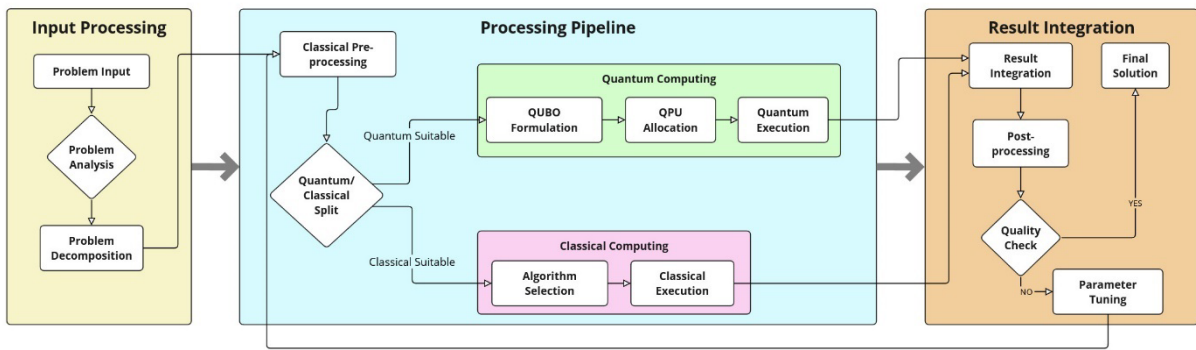 Input Processing
Problem Input
Problem
Analysis
Problem
Decomposition
Processing Pipeline
Classical Pre-
processing
Quantum/
Classical
Split
Quantum Suitable
Classical Suitable
Quantum Computing
QUBO
Formulation
QPU
Allocation
Quantum
Execution
Classical Computing
Algorithm
Selection
Classical
Execution
Result Integration
Result
Integration
Final
Solution
Post-
processing
Quality
Check
YES
NO
Parameter
Tuning